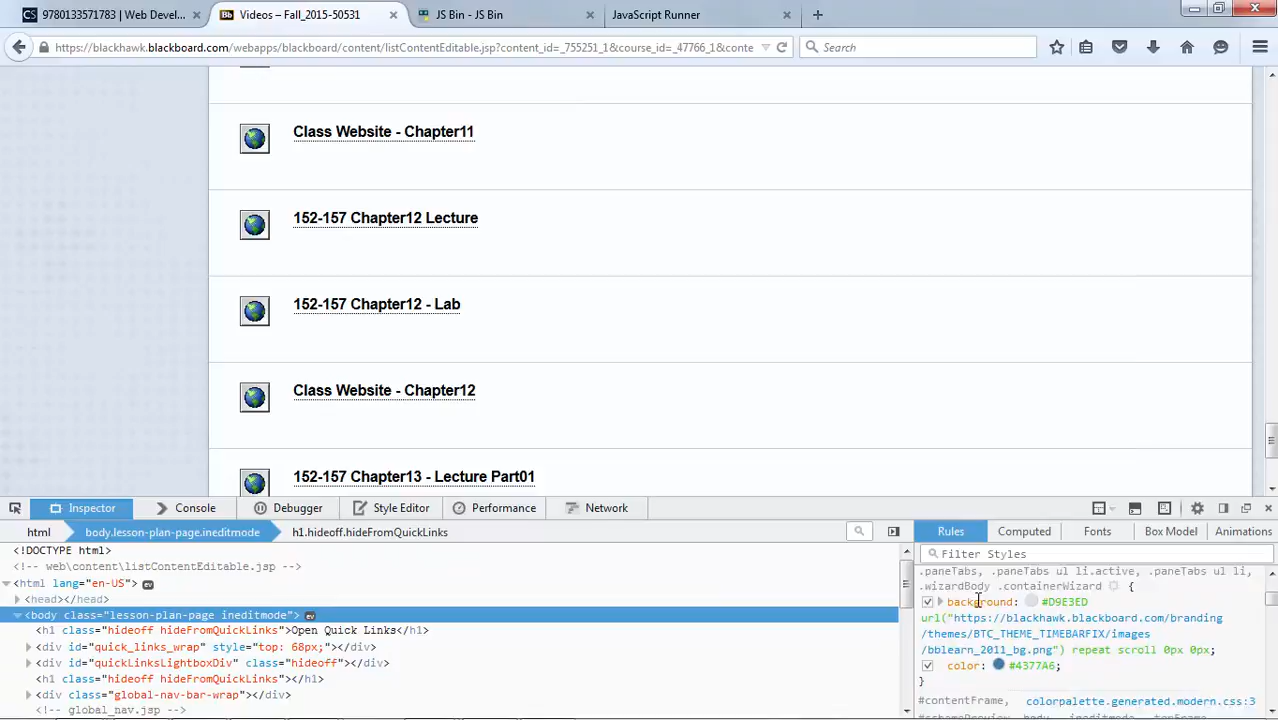 9780133571783 | Web Devel... × Bb Videos – Fall_2015-50531 × JS Bin - JS Bin × JavaScript Runner × +
https://blackhawk.blackboard.com/webapps/blackboard/content/listContentEditable.jsp?content_id=_755251_1&course_id=_47766_1&conte Search
Class Website - Chapter11
152-157 Chapter12 Lecture
152-157 Chapter12 - Lab
Class Website - Chapter12
152-157 Chapter13 - Lecture Part01
Inspector Console Debugger Style Editor Performance Network
html body.lesson-plan-page.ineditmode h1.hideoff.hideFromQuickLinks Rules Computed Fonts Box Model Animations
<!DOCTYPE html>
<!-- web\content\listContentEditable.jsp -->
<html lang="en-US"> ev
<head></head>
<body class="lesson-plan-page ineditmode"> ev
<h1 class="hideoff hideFromQuickLinks">Open Quick Links</h1>
<div id="quick_links_wrap" style="top: 68px;"></div>
<div id="quickLinksLightboxDiv" class="hideoff"></div>
<h1 class="hideoff hideFromQuickLinks"></h1>
<div class="global-nav-bar-wrap"></div>
<!-- global_nav.jsp -->
Filter Styles
.paneTabs, .paneTabs ul li.active, .paneTabs ul li,
.wizardBody .containerWizard {
background: #D9E3ED
url("https://blackhawk.blackboard.com/branding
/themes/BTC_THEME_TIMEBARFIX/images
/bblearn_2011_bg.png") repeat scroll 0px 0px;
color: #4377A6;
}
#contentFrame, colorpalette.generated.modern.css:3